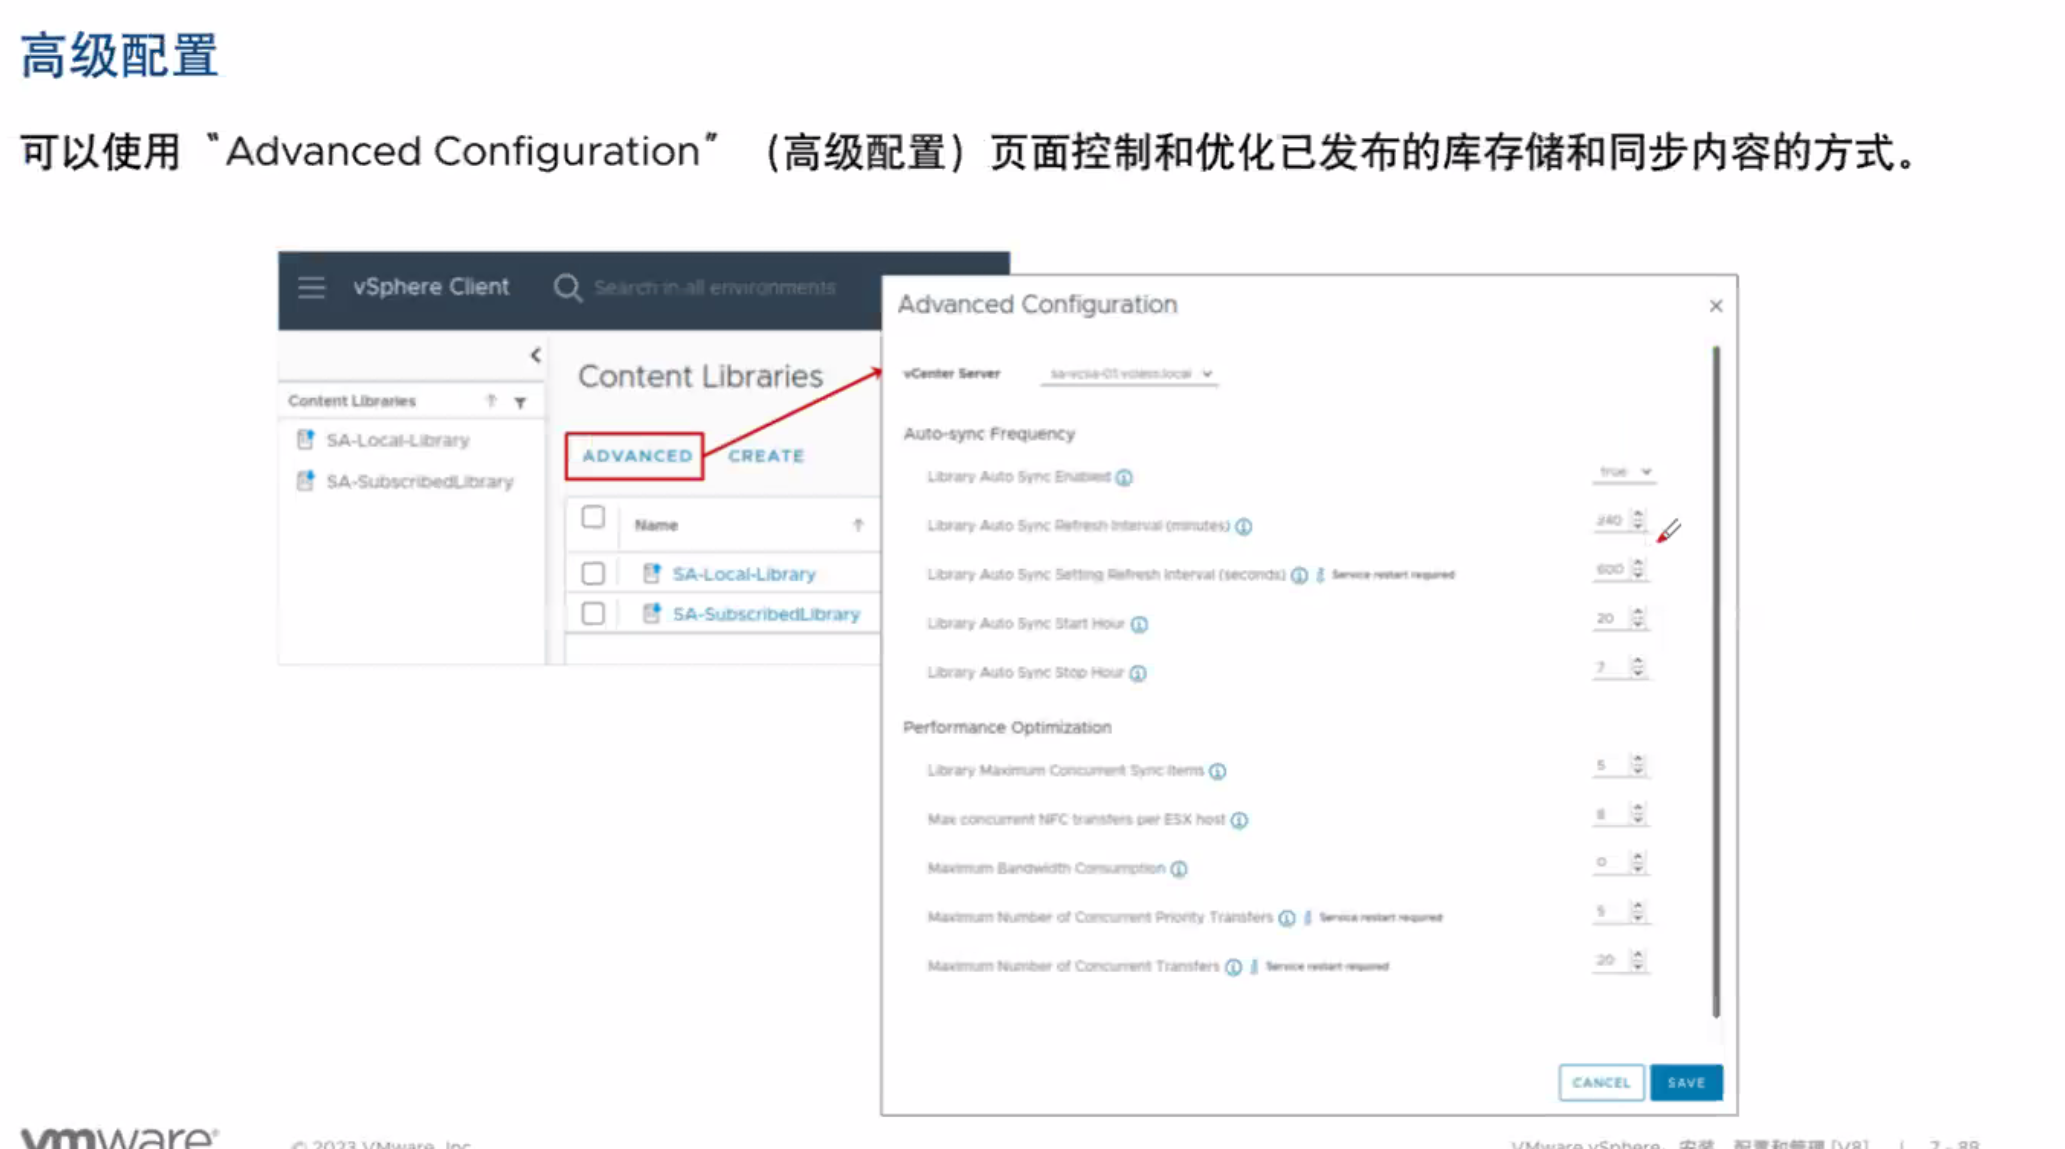 高级配置
可以使用“Advanced Configuration”（高级配置）页面控制和优化已发布的库存储和同步内容的方式。
vSphere Client
Search in all environments
Content Libraries
SA-Local-Library
SA-SubscribedLibrary
Content Libraries
ADVANCED
CREATE
Name
SA-Local-Library
SA-SubscribedLibrary
Advanced Configuration
vCenter Server
sa-vcsa-01.vclass.local
Auto-sync Frequency
Library Auto Sync Enabled true
Library Auto Sync Refresh Interval (minutes) 240
Library Auto Sync Setting Refresh Interval (seconds) Service restart required 600
Library Auto Sync Start Hour 20
Library Auto Sync Stop Hour 7
Performance Optimization
Library Maximum Concurrent Sync Items 5
Max concurrent NFC transfers per ESX host 8
Maximum Bandwidth Consumption 0
Maximum Number of Concurrent Priority Transfers Service restart required 5
Maximum Number of Concurrent Transfers Service restart required 20
CANCEL
SAVE
vmware®
© 2023 VMware, Inc.
VMware vSphere：安装、配置和管理 [V8] | 7 - 88